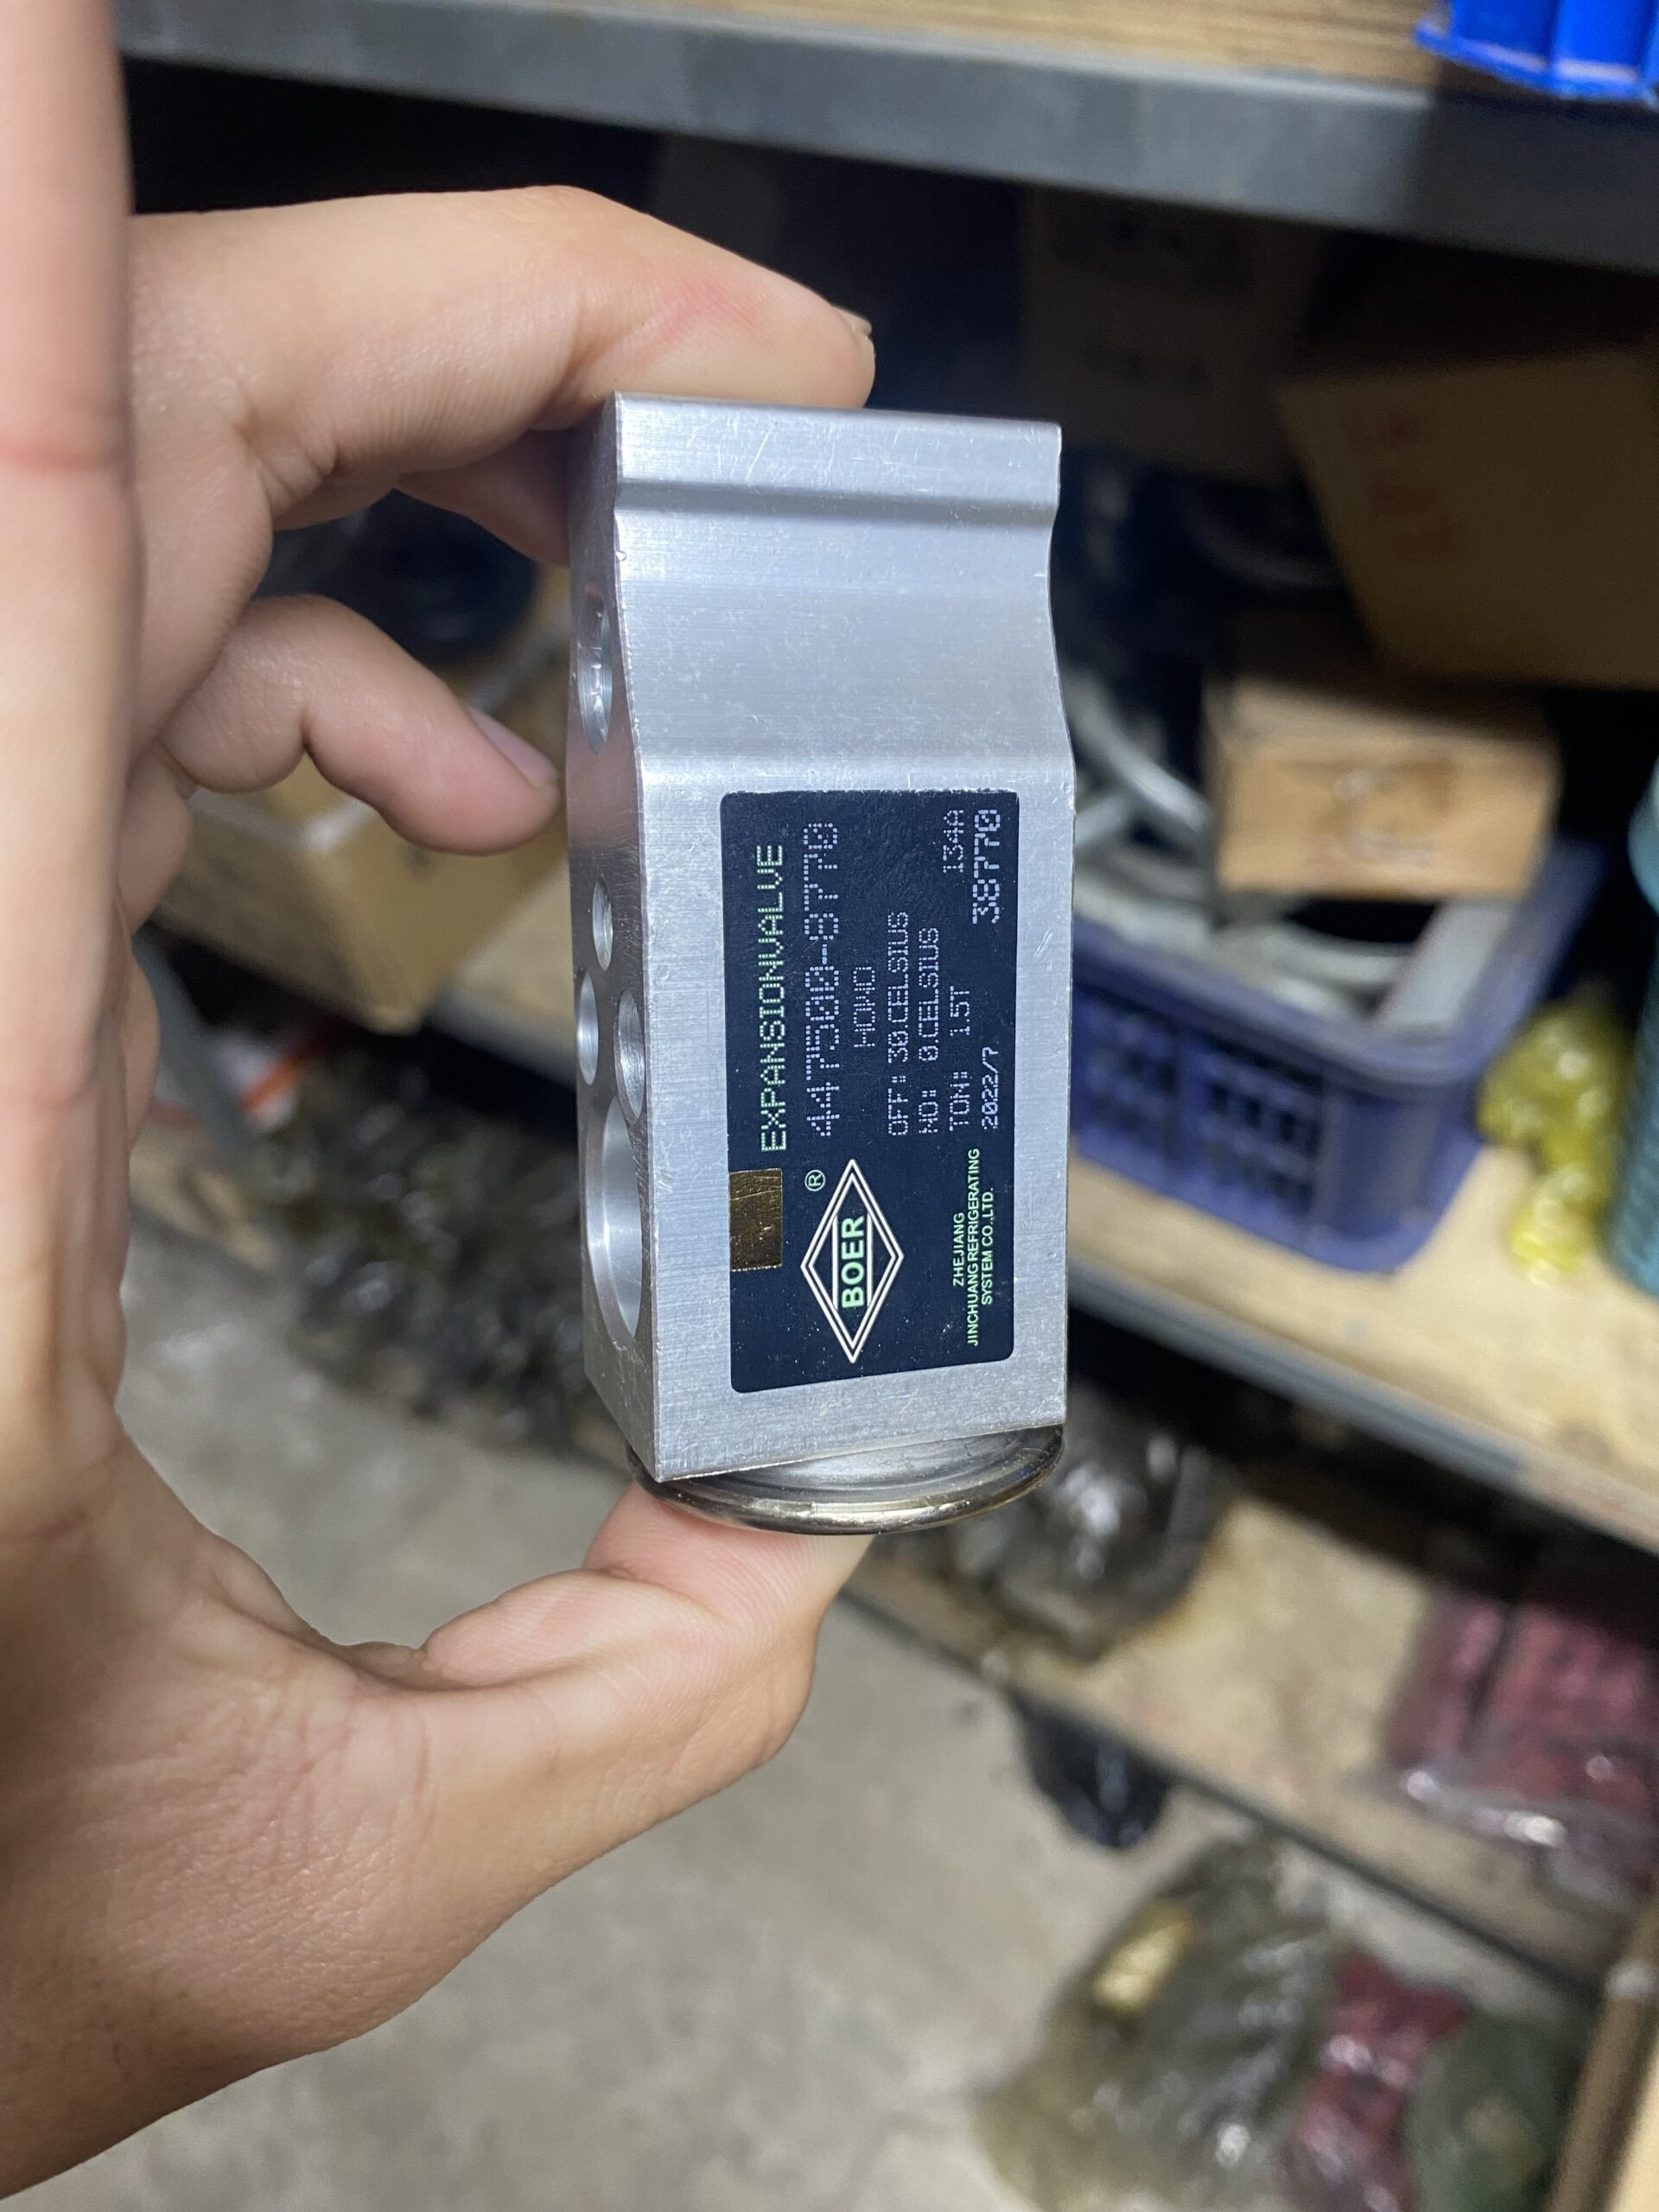 EXPANSIONVALVE
447500-8770
HOWO
OFF: 30.CELSIUS
NO: 0.CELSIUS
TON: 1.5T 134A
2022/7 38770
®
BOER
ZHEJIANG
JINCHUANG REFRIGERATING
SYSTEM CO.,LTD.